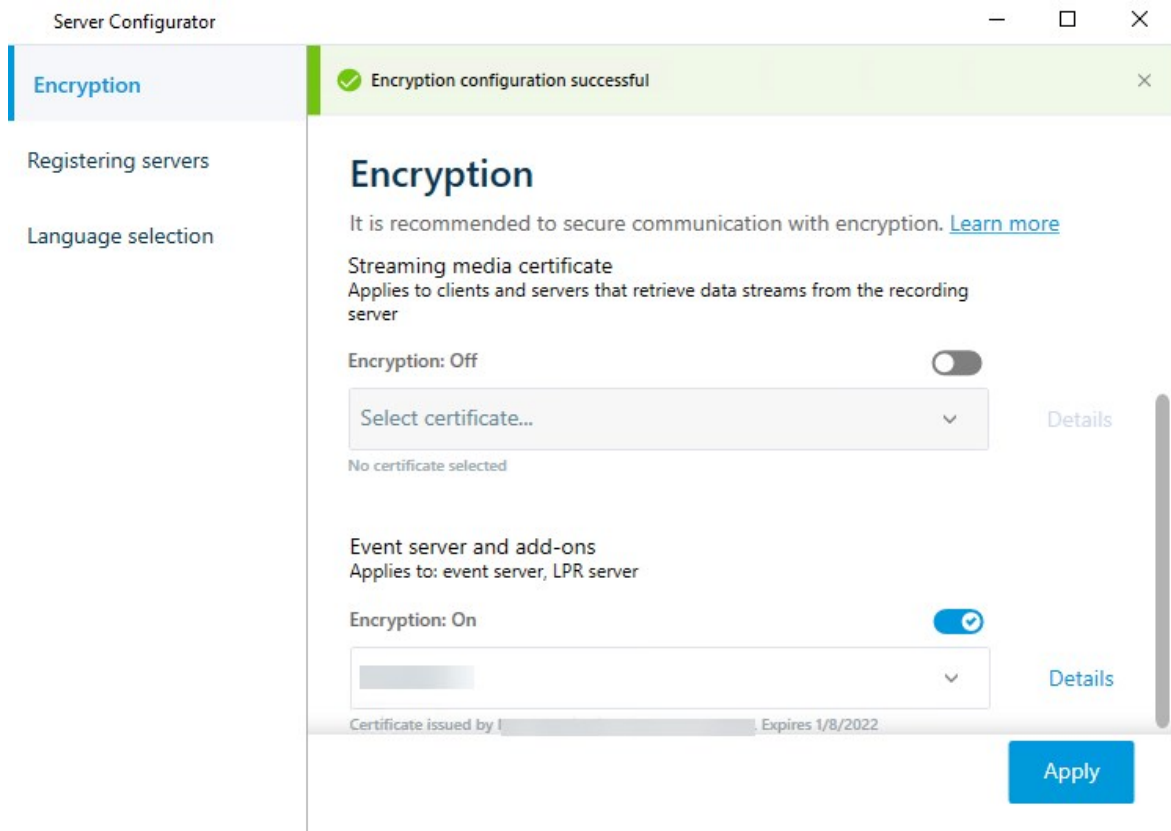 Server Configurator
Encryption
Registering servers
Language selection
Encryption configuration successful
Encryption
It is recommended to secure communication with encryption. Learn more
Streaming media certificate
Applies to clients and servers that retrieve data streams from the recording
server
Encryption: Off
Select certificate...
Details
No certificate selected
Event server and add-ons
Applies to: event server, LPR server
Encryption: On
Details
Certificate issued by Expires 1/8/2022
Apply